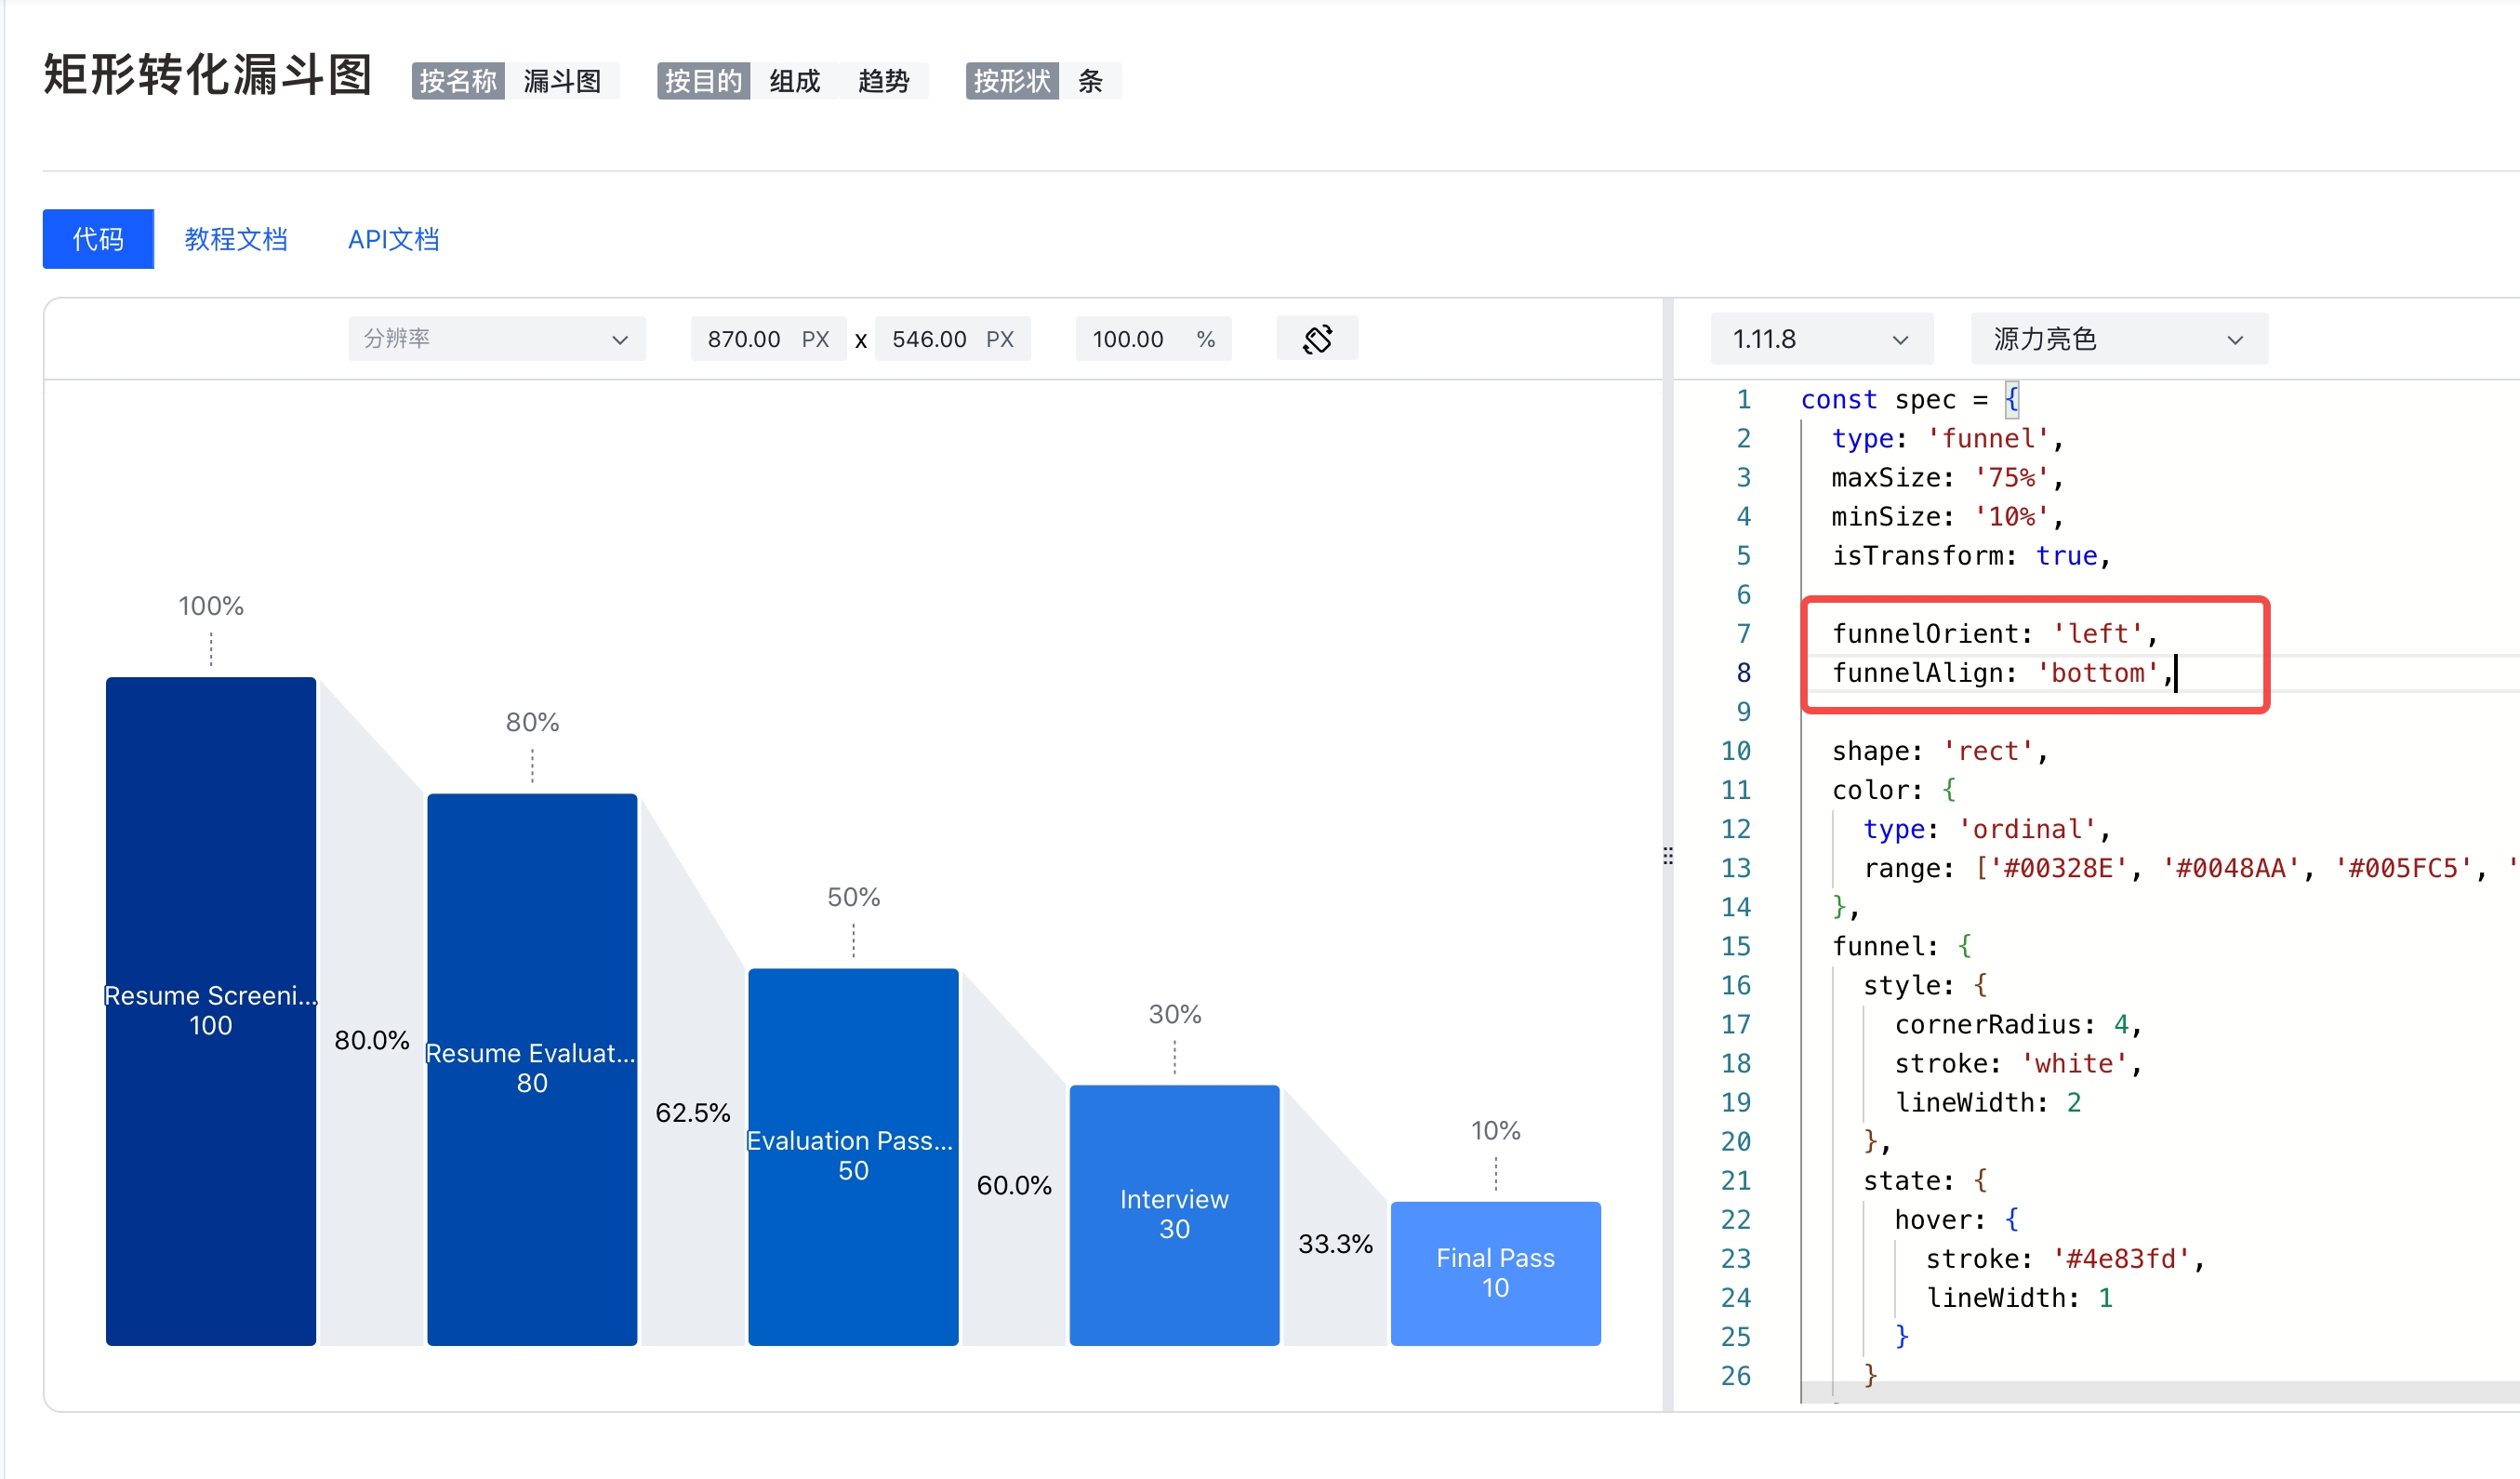 矩形转化漏斗图 按名称 漏斗图 按目的 组成 趋势 按形状 条
代码 教程文档 API文档
分辨率 870.00 PX x 546.00 PX 100.00 %
100%
80%
50%
30%
10%
Resume Screeni...
100
80.0%
Resume Evaluat...
80
62.5%
Evaluation Pass...
50
60.0%
Interview
30
33.3%
Final Pass
10
1.11.8 源力亮色
1 const spec = {
2 type: 'funnel',
3 maxSize: '75%',
4 minSize: '10%',
5 isTransform: true,
6
7 funnelOrient: 'left',
8 funnelAlign: 'bottom',
9
10 shape: 'rect',
11 color: {
12 type: 'ordinal',
13 range: ['#00328E', '#0048AA', '#005FC5', '
14 },
15 funnel: {
16 style: {
17 cornerRadius: 4,
18 stroke: 'white',
19 lineWidth: 2
20 },
21 state: {
22 hover: {
23 stroke: '#4e83fd',
24 lineWidth: 1
25 }
26 }